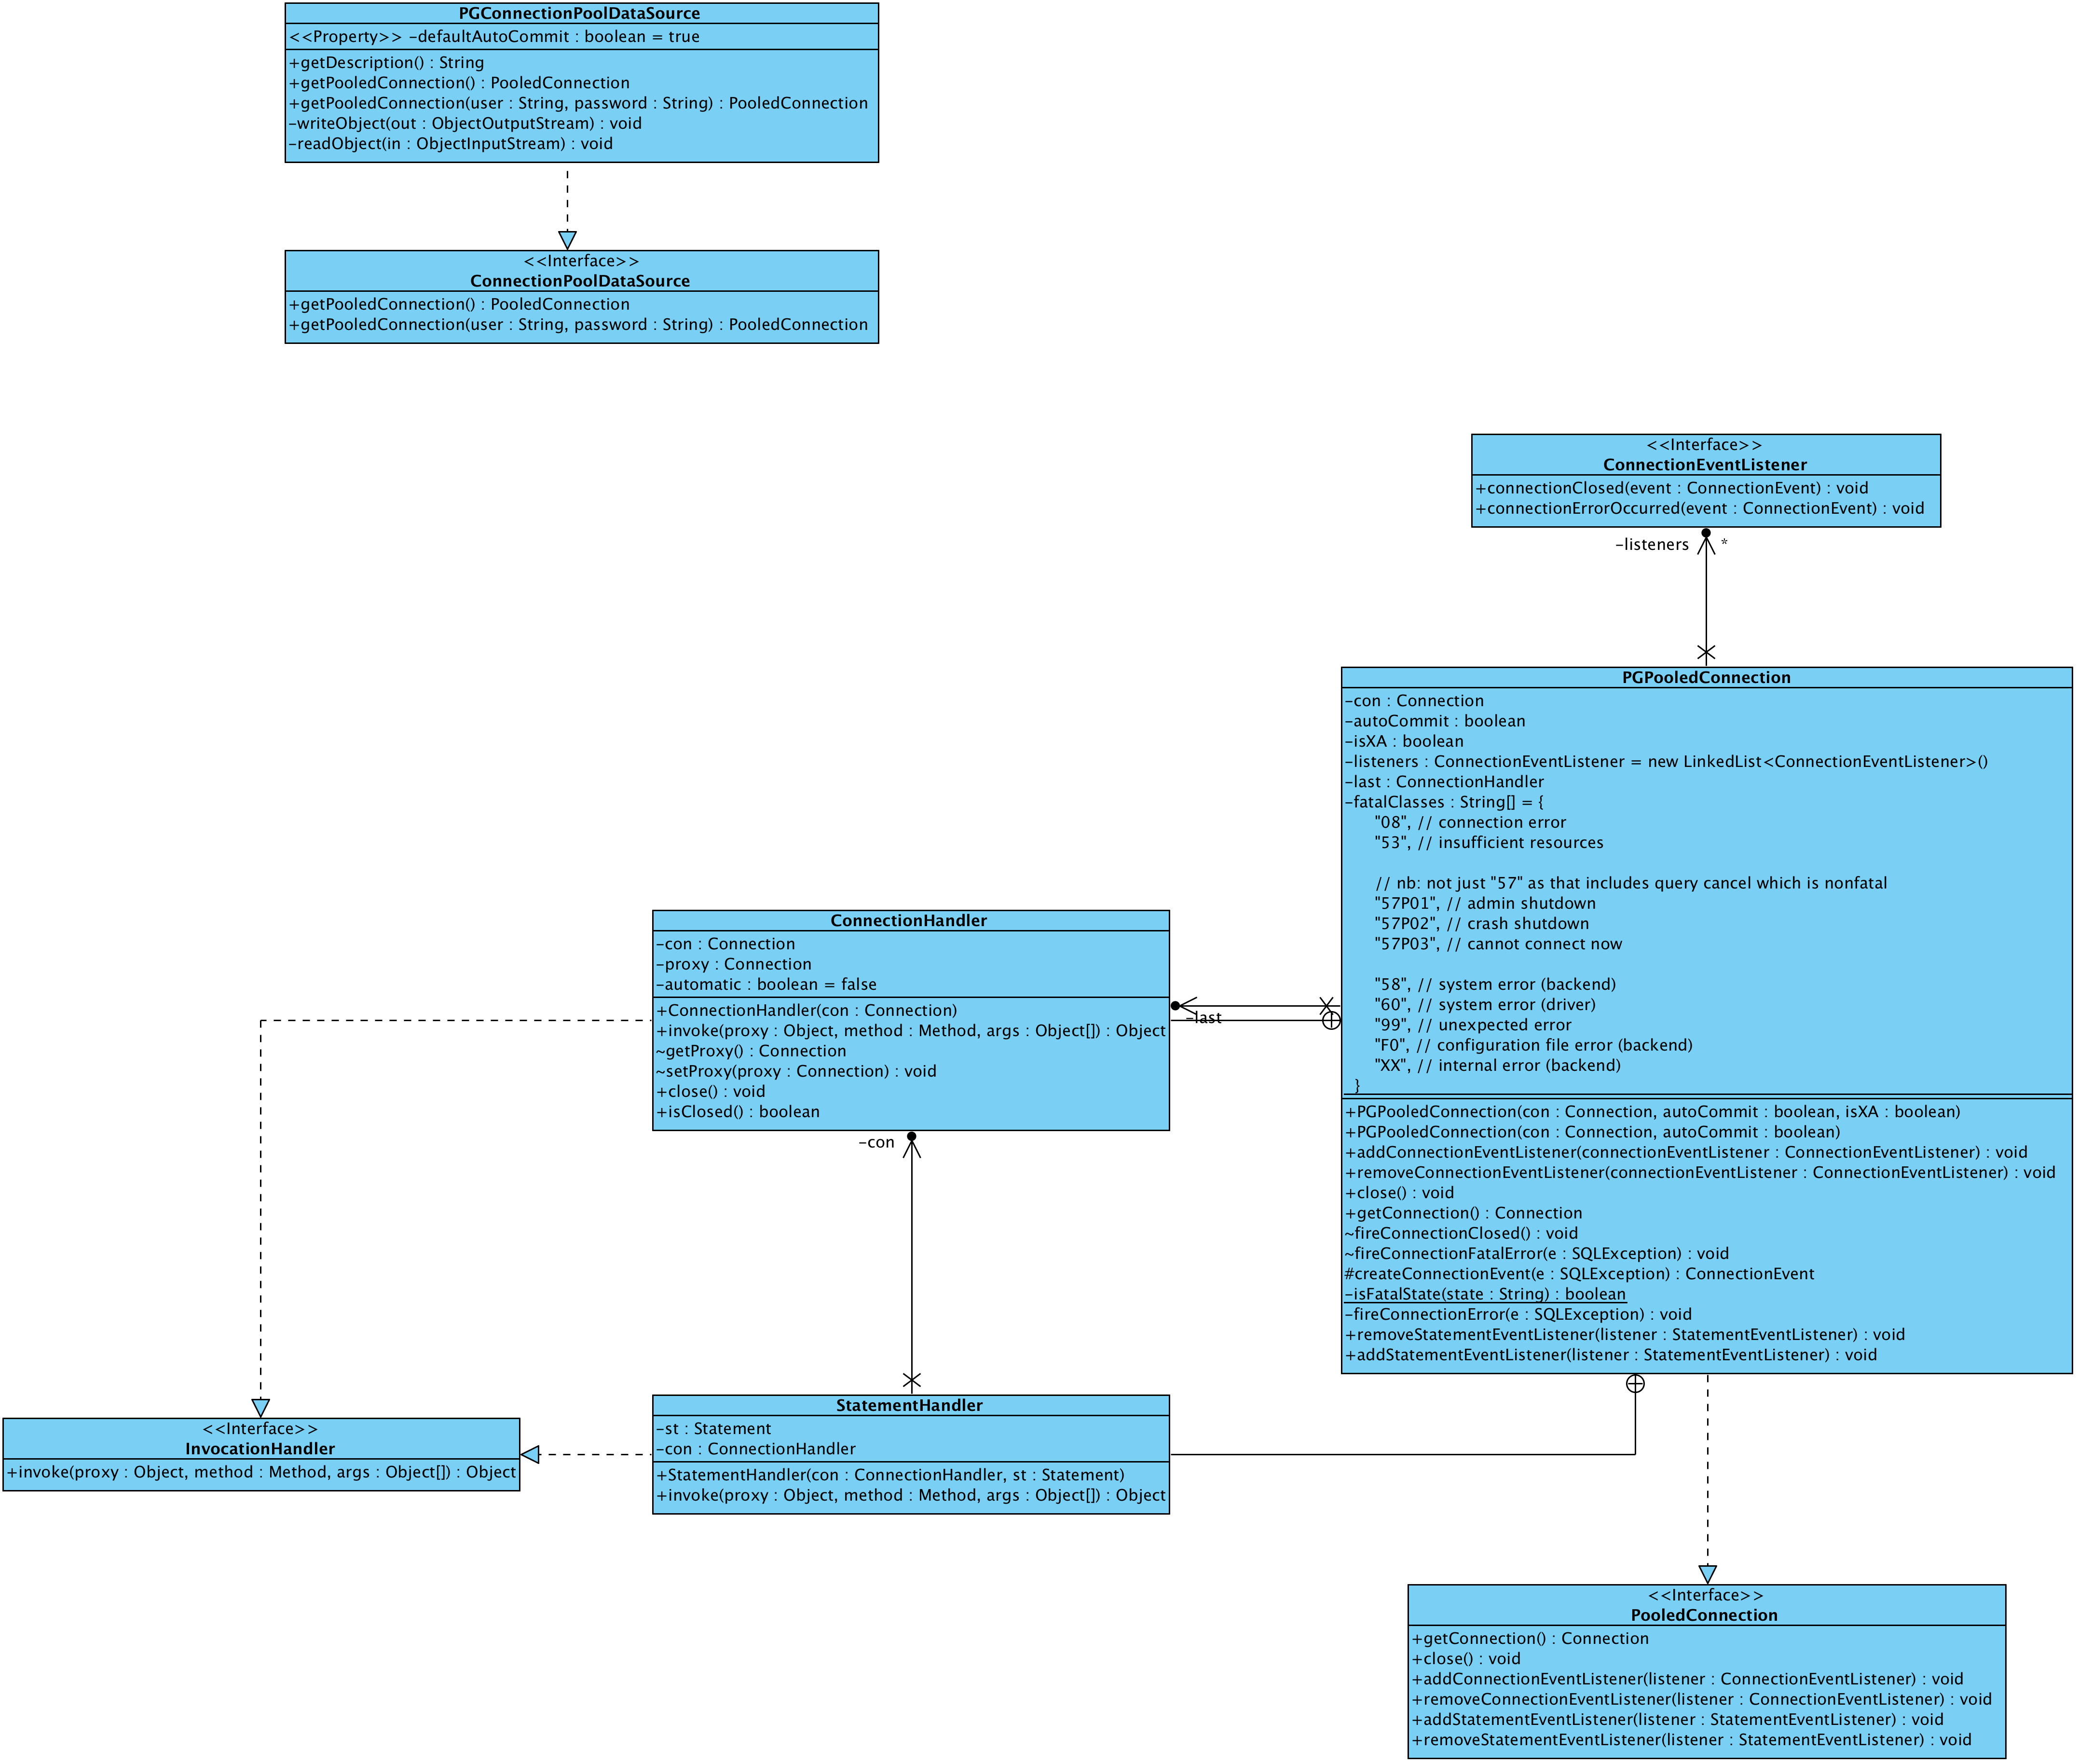 PGConnectionPoolDataSource
<<Property>> -defaultAutoCommit : boolean = true
+getDescription() : String
+getPooledConnection() : PooledConnection
+getPooledConnection(user : String, password : String) : PooledConnection
-writeObject(out : ObjectOutputStream) : void
-readObject(in : ObjectInputStream) : void
<<Interface>>
ConnectionPoolDataSource
+getPooledConnection() : PooledConnection
+getPooledConnection(user : String, password : String) : PooledConnection
<<Interface>>
ConnectionEventListener
+connectionClosed(event : ConnectionEvent) : void
+connectionErrorOccurred(event : ConnectionEvent) : void
-listeners *
PGPooledConnection
-con : Connection
-autoCommit : boolean
-isXA : boolean
-listeners : ConnectionEventListener = new LinkedList<ConnectionEventListener>()
-last : ConnectionHandler
-fatalClasses : String[] = {
"08", // connection error
"53", // insufficient resources
// nb: not just "57" as that includes query cancel which is nonfatal
"57P01", // admin shutdown
"57P02", // crash shutdown
"57P03", // cannot connect now
"58", // system error (backend)
"60", // system error (driver)
"99", // unexpected error
"F0", // configuration file error (backend)
"XX", // internal error (backend)
}
+PGPooledConnection(con : Connection, autoCommit : boolean, isXA : boolean)
+PGPooledConnection(con : Connection, autoCommit : boolean)
+addConnectionEventListener(connectionEventListener : ConnectionEventListener) : void
+removeConnectionEventListener(connectionEventListener : ConnectionEventListener) : void
+close() : void
+getConnection() : Connection
~fireConnectionClosed() : void
~fireConnectionFatalError(e : SQLException) : void
#createConnectionEvent(e : SQLException) : ConnectionEvent
-isFatalState(state : String) : boolean
-fireConnectionError(e : SQLException) : void
+removeStatementEventListener(listener : StatementEventListener) : void
+addStatementEventListener(listener : StatementEventListener) : void
ConnectionHandler
-con : Connection
-proxy : Connection
-automatic : boolean = false
+ConnectionHandler(con : Connection)
+invoke(proxy : Object, method : Method, args : Object[]) : Object
~getProxy() : Connection
~setProxy(proxy : Connection) : void
+close() : void
+isClosed() : boolean
-last
-con
StatementHandler
-st : Statement
-con : ConnectionHandler
+StatementHandler(con : ConnectionHandler, st : Statement)
+invoke(proxy : Object, method : Method, args : Object[]) : Object
<<Interface>>
InvocationHandler
+invoke(proxy : Object, method : Method, args : Object[]) : Object
<<Interface>>
PooledConnection
+getConnection() : Connection
+close() : void
+addConnectionEventListener(listener : ConnectionEventListener) : void
+removeConnectionEventListener(listener : ConnectionEventListener) : void
+addStatementEventListener(listener : StatementEventListener) : void
+removeStatementEventListener(listener : StatementEventListener) : void